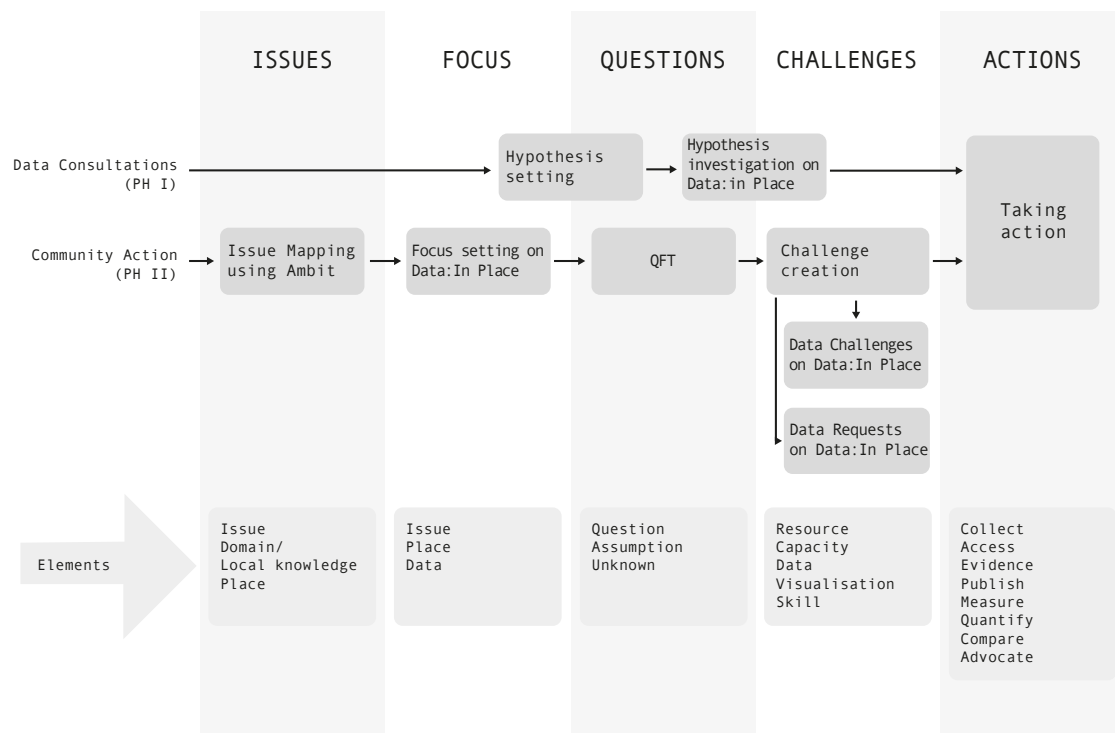 ISSUES
FOCUS
QUESTIONS
CHALLENGES
ACTIONS
Data Consultations
(PH I)
Hypothesis
setting
Hypothesis
investigation on
Data:in Place
Taking
action
Community Action
(PH II)
Issue Mapping
using Ambit
Focus setting on
Data:In Place
QFT
Challenge
creation
Data Challenges
on Data:In Place
Data Requests
on Data:In Place
Elements
Issue
Domain/
Local knowledge
Place
Issue
Place
Data
Question
Assumption
Unknown
Resource
Capacity
Data
Visualisation
Skill
Collect
Access
Evidence
Publish
Measure
Quantify
Compare
Advocate